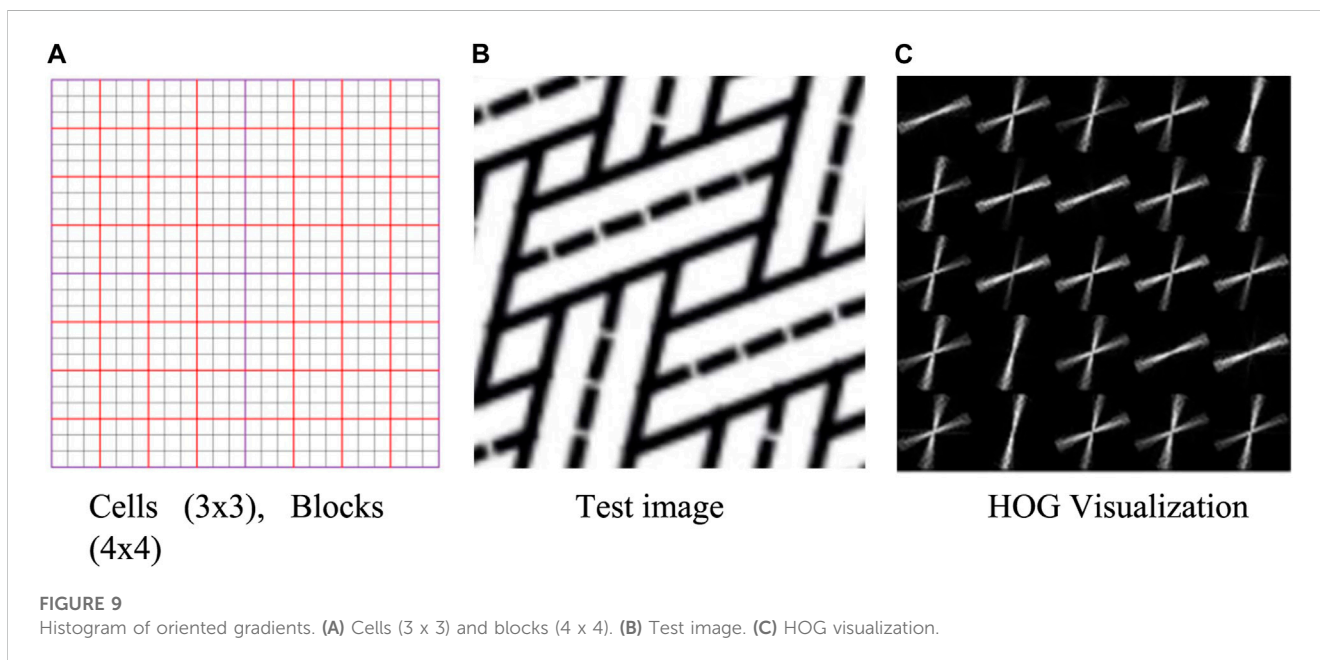 A
B
C
Cells (3x3), Blocks
(4x4)
Test image
HOG Visualization
FIGURE 9
Histogram of oriented gradients. (A) Cells (3 x 3) and blocks (4 x 4). (B) Test image. (C) HOG visualization.